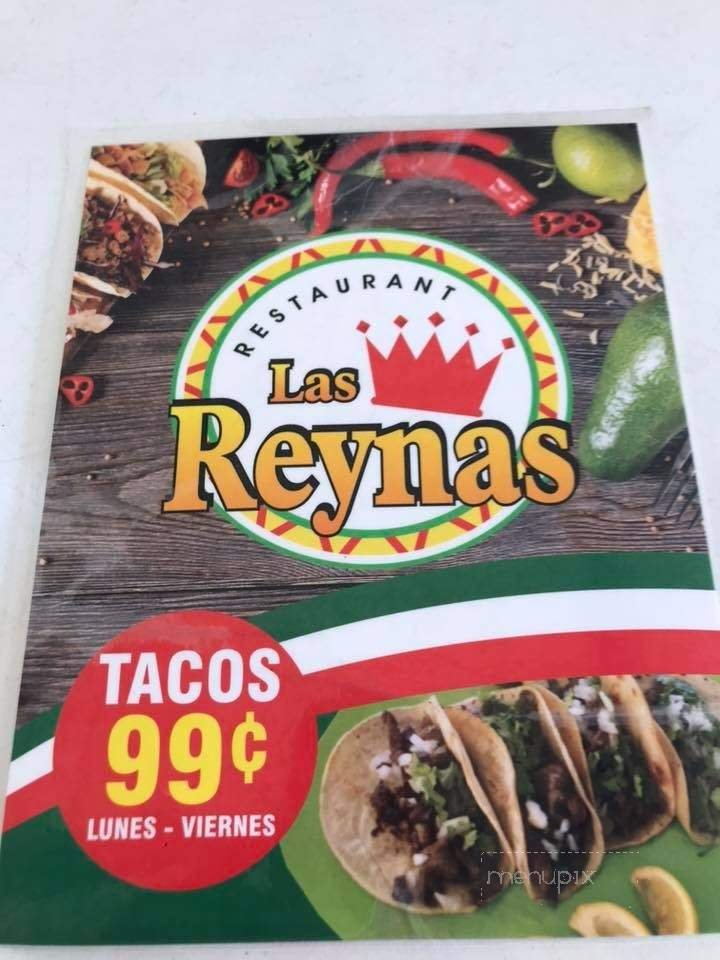 RESTAURANT
Las
Reynas
TACOS
99¢
LUNES - VIERNES
menupix